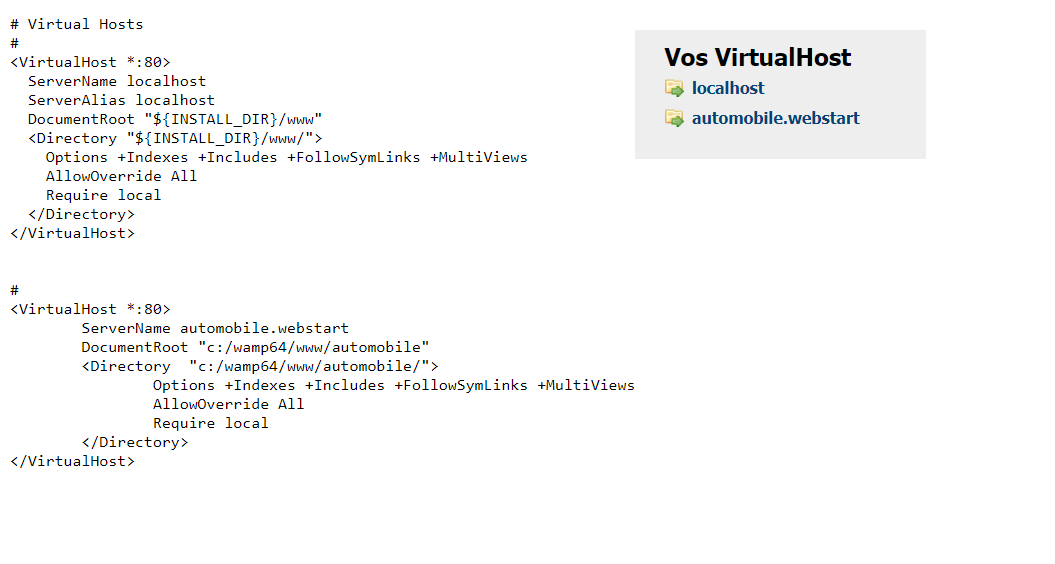 # Virtual Hosts
#
<VirtualHost *:80>
  ServerName localhost
  ServerAlias localhost
  DocumentRoot "${INSTALL_DIR}/www"
  <Directory "${INSTALL_DIR}/www/">
    Options +Indexes +Includes +FollowSymLinks +MultiViews
    AllowOverride All
    Require local
  </Directory>
</VirtualHost>
#
<VirtualHost *:80>
        ServerName automobile.webstart
        DocumentRoot "c:/wamp64/www/automobile"
        <Directory  "c:/wamp64/www/automobile/">
                Options +Indexes +Includes +FollowSymLinks +MultiViews
                AllowOverride All
                Require local
        </Directory>
</VirtualHost>
Vos VirtualHost
localhost
automobile.webstart